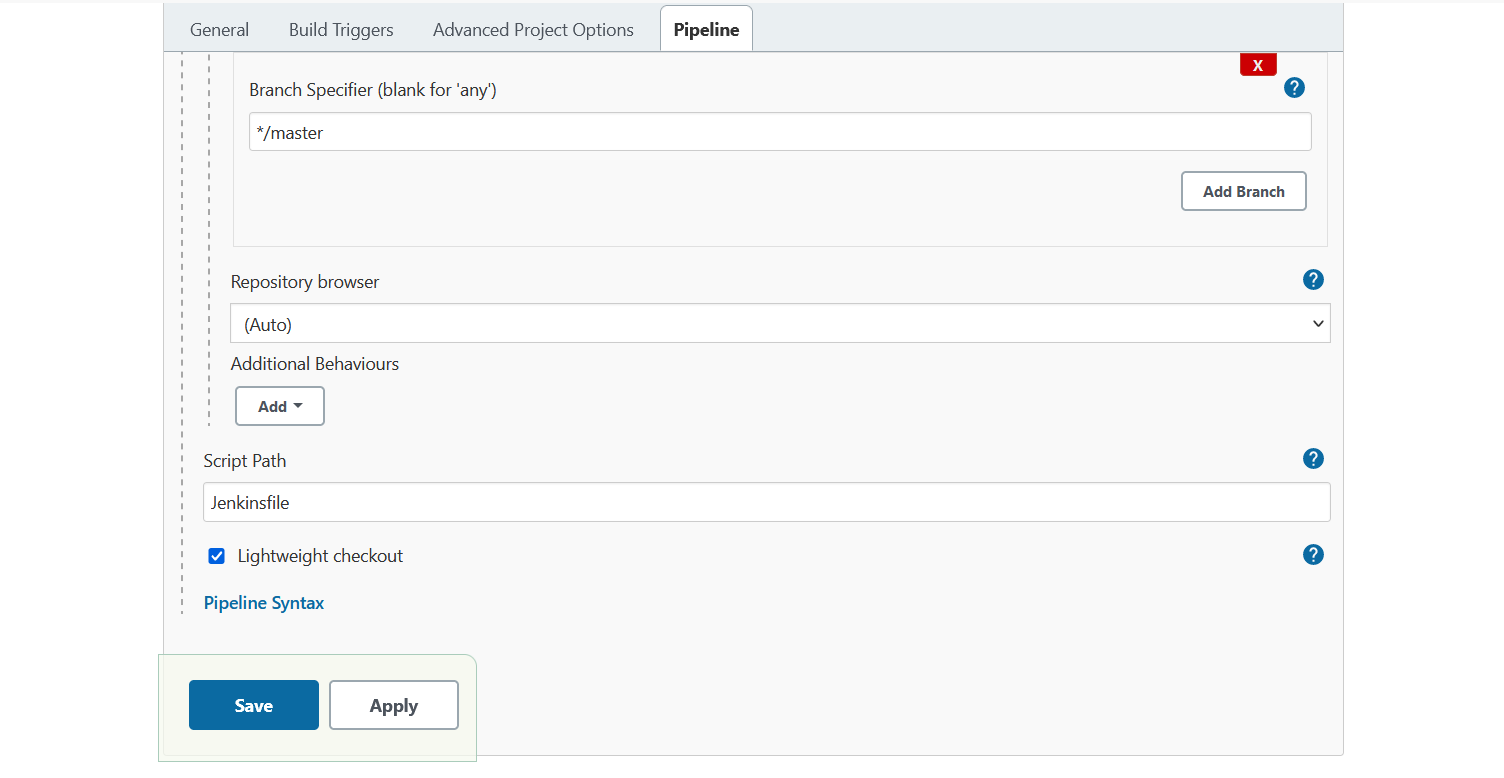 General Build Triggers Advanced Project Options Pipeline
X
Branch Specifier (blank for 'any') ?
*/master
Add Branch
Repository browser ?
(Auto)
Additional Behaviours
Add
Script Path ?
Jenkinsfile
Lightweight checkout ?
Pipeline Syntax
Save Apply